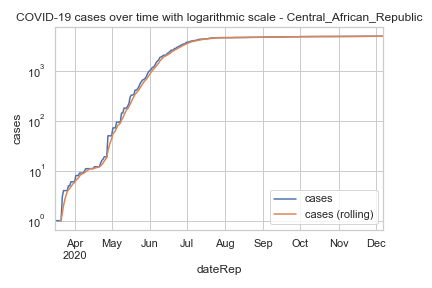 COVID-19 cases over time with logarithmic scale - Central_African_Republic
cases
10³
10²
10¹
10⁰
cases
cases (rolling)
Apr May Jun Jul Aug Sep Oct Nov Dec
2020
dateRep